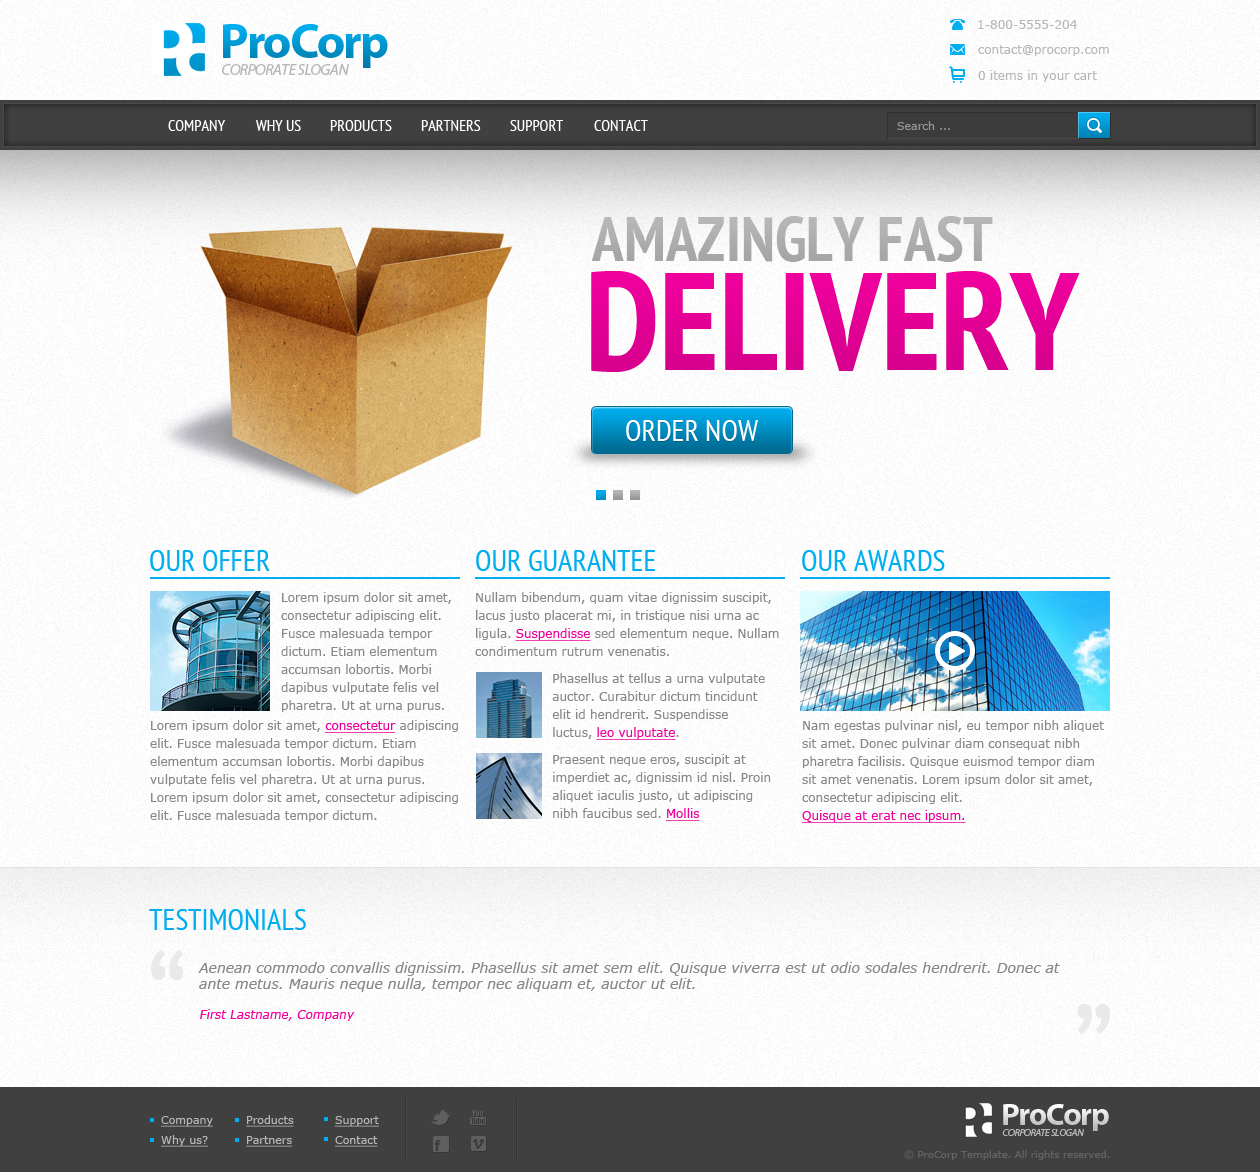 ProCorp
CORPORATE SLOGAN
1-800-5555-204
contact@procorp.com
0 items in your cart
COMPANY WHY US PRODUCTS PARTNERS SUPPORT CONTACT
Search ...
AMAZINGLY FAST
DELIVERY
ORDER NOW
OUR OFFER
Lorem ipsum dolor sit amet,
consectetur adipiscing elit.
Fusce malesuada tempor
dictum. Etiam elementum
accumsan lobortis. Morbi
dapibus vulputate felis vel
pharetra. Ut at urna purus.
Lorem ipsum dolor sit amet, consectetur adipiscing
elit. Fusce malesuada tempor dictum. Etiam
elementum accumsan lobortis. Morbi dapibus
vulputate felis vel pharetra. Ut at urna purus.
Lorem ipsum dolor sit amet, consectetur adipiscing
elit. Fusce malesuada tempor dictum.
OUR GUARANTEE
Nullam bibendum, quam vitae dignissim suscipit,
lacus justo placerat mi, in tristique nisi urna ac
ligula. Suspendisse sed elementum neque. Nullam
condimentum rutrum venenatis.
Phasellus at tellus a urna vulputate
auctor. Curabitur dictum tincidunt
elit id hendrerit. Suspendisse
luctus, leo vulputate.
Praesent neque eros, suscipit at
imperdiet ac, dignissim id nisl. Proin
aliquet iaculis justo, ut adipiscing
nibh faucibus sed. Mollis
OUR AWARDS
Nam egestas pulvinar nisl, eu tempor nibh aliquet
sit amet. Donec pulvinar diam consequat nibh
pharetra facilisis. Quisque euismod tempor diam
sit amet venenatis. Lorem ipsum dolor sit amet,
consectetur adipiscing elit.
Quisque at erat nec ipsum.
TESTIMONIALS
“ Aenean commodo convallis dignissim. Phasellus sit amet sem elit. Quisque viverra est ut odio sodales hendrerit. Donec at
ante metus. Mauris neque nulla, tempor nec aliquam et, auctor ut elit.
First Lastname, Company ”
Company Products Support
Why us? Partners Contact
You
ProCorp
CORPORATE SLOGAN
© ProCorp Template. All rights reserved.